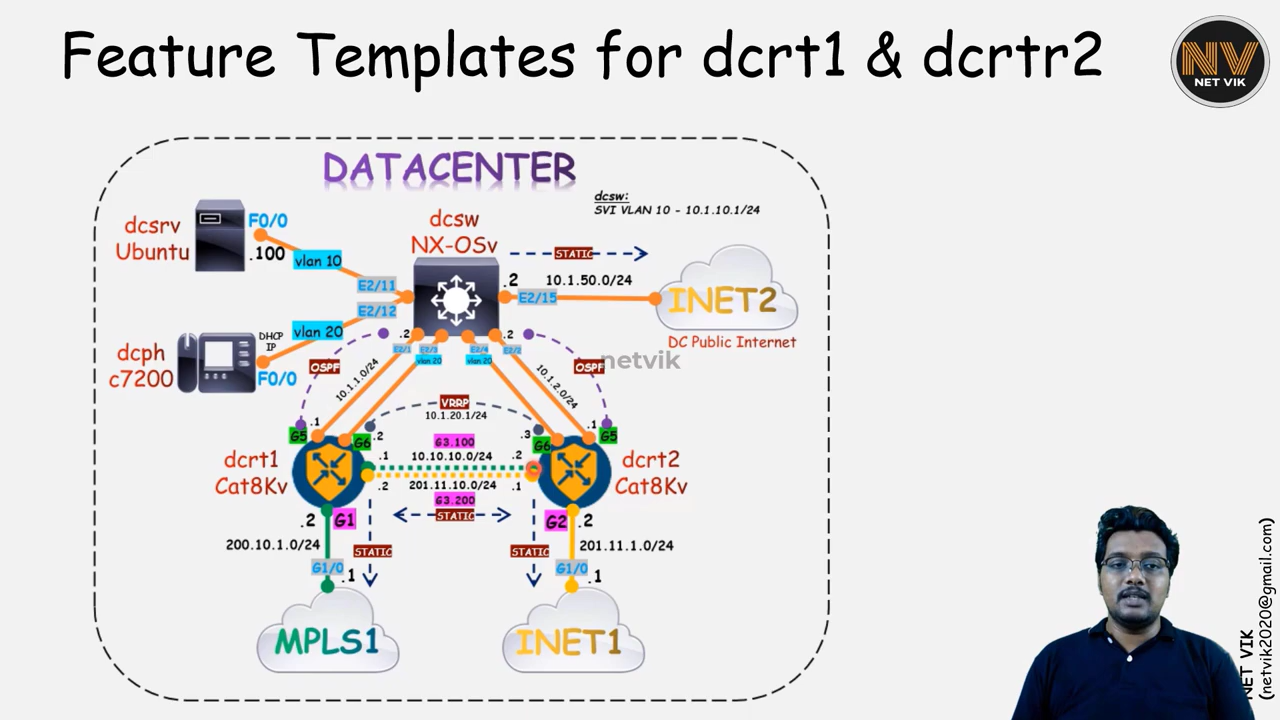 Feature Templates for dcrt1 & dcrtr2
NV
NET VIK
DATACENTER
dcsw:
SVI VLAN 10 - 10.1.10.1/24
dcsrv
Ubuntu
F0/0
.100
vlan 10
E2/11
dcsw
NX-OSv
STATIC
.2
10.1.50.0/24
E2/15
INET2
DC Public Internet
E2/12
vlan 20
DHCP
IP
dcph
c7200
F0/0
.2
.2
E2/1
E2/3
E2/4
E2/2
vlan 20
vlan 20
netvik
OSPF
OSPF
10.1.1.0/24
10.1.2.0/24
VRRP
10.1.20.1/24
.1
.1
G5
G6
.2
.3
G6
G5
G3.100
dcrt1
Cat8Kv
.1
10.10.10.0/24
.2
dcrt2
Cat8Kv
.2
201.11.10.0/24
.1
G3.200
STATIC
.2
G1
G2
.2
200.10.1.0/24
STATIC
STATIC
201.11.1.0/24
G1/0
.1
G1/0
.1
MPLS1
INET1
NET VIK
(netvik2020@gmail.com)